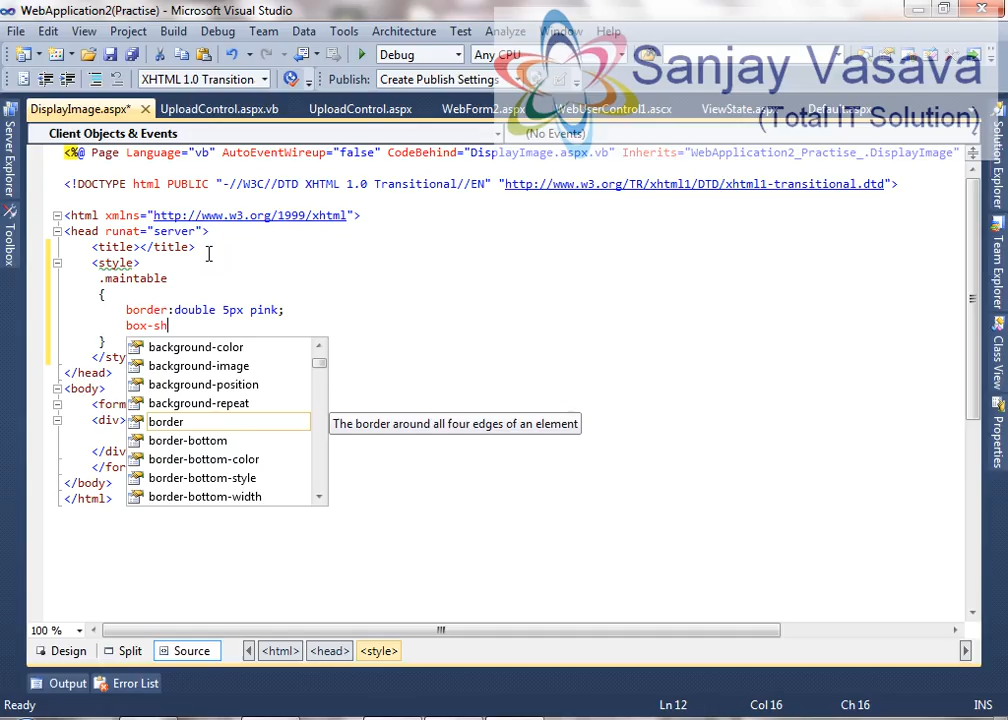 WebApplication2(Practise) - Microsoft Visual Studio
File Edit View Project Build Debug Team Data Tools Architecture Test Analyze Window Help
Debug Any CPU
XHTML 1.0 Transition Publish: Create Publish Settings
Sanjay Vasava
(Total IT Solution)
DisplayImage.aspx* UploadControl.aspx.vb UploadControl.aspx WebForm2.aspx WebUserControl1.ascx ViewState.aspx Default.aspx
Client Objects & Events (No Events)
<%@ Page Language="vb" AutoEventWireup="false" CodeBehind="DisplayImage.aspx.vb" Inherits="WebApplication2_Practise_.DisplayImage"
<!DOCTYPE html PUBLIC "-//W3C//DTD XHTML 1.0 Transitional//EN" "http://www.w3.org/TR/xhtml1/DTD/xhtml1-transitional.dtd">
<html xmlns="http://www.w3.org/1999/xhtml">
<head runat="server">
<title></title>
<style>
.maintable
{
border:double 5px pink;
box-sh
}
</sty
</head>
<body>
<form
<div>
</div>
</for
</body>
</html>
background-color
background-image
background-position
background-repeat
border
border-bottom
border-bottom-color
border-bottom-style
border-bottom-width
The border around all four edges of an element
Server Explorer
Toolbox
Solution Explorer
Team Explorer
Class View
Properties
100 %
Design Split Source <html> <head> <style>
Output Error List
Ready Ln 12 Col 16 Ch 16 INS